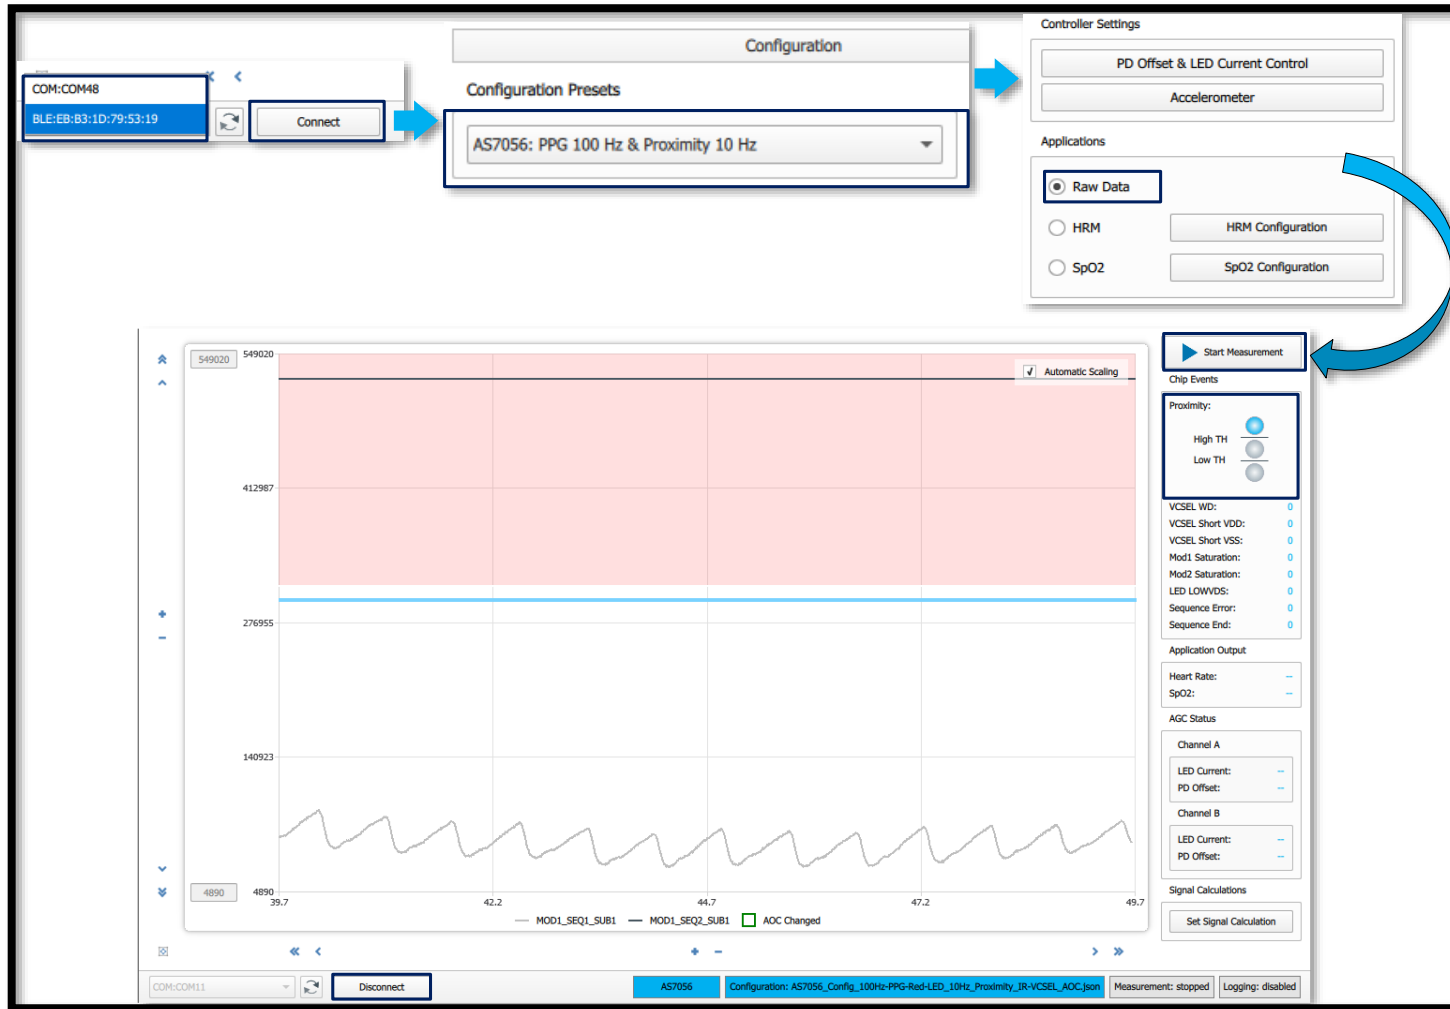 COM:COM48
BLE:EB:B3:1D:79:53:19
Connect
Configuration
Configuration Presets
AS7056: PPG 100 Hz & Proximity 10 Hz
Controller Settings
PD Offset & LED Current Control
Accelerometer
Applications
Raw Data
HRM
HRM Configuration
SpO2
SpO2 Configuration
549020
549020
Automatic Scaling
412987
276955
140923
4890
4890
39.7
42.2
44.7
47.2
49.7
MOD1_SEQ1_SUB1
MOD1_SEQ2_SUB1
AOC Changed
Start Measurement
Chip Events
Proximity:
High TH
Low TH
VCSEL WD: 0
VCSEL Short VDD: 0
VCSEL Short VSS: 0
Mod1 Saturation: 0
Mod2 Saturation: 0
LED LOWVDS: 0
Sequence Error: 0
Sequence End: 0
Application Output
Heart Rate: --
SpO2: --
AGC Status
Channel A
LED Current: --
PD Offset: --
Channel B
LED Current: --
PD Offset: --
Signal Calculations
Set Signal Calculation
COM:COM11
Disconnect
AS7056
Configuration: AS7056_Config_100Hz-PPG-Red-LED_10Hz_Proximity_IR-VCSEL_AOC.json
Measurement: stopped
Logging: disabled